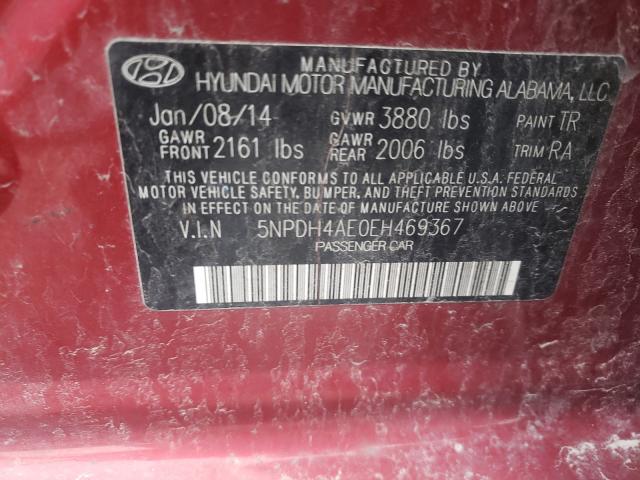 MANUFACTURED BY
HYUNDAI MOTOR MANUFACTURING ALABAMA, LLC
Jan/08/14 GVWR 3880 lbs PAINT TR
GAWR FRONT 2161 lbs GAWR REAR 2006 lbs TRIM RA
THIS VEHICLE CONFORMS TO ALL APPLICABLE U.S.A. FEDERAL
MOTOR VEHICLE SAFETY, BUMPER, AND THEFT PREVENTION STANDARDS
IN EFFECT ON THE DATE OF MANUFACTURE SHOWN ABOVE
V.I.N 5NPDH4AE0EH469367
PASSENGER CAR